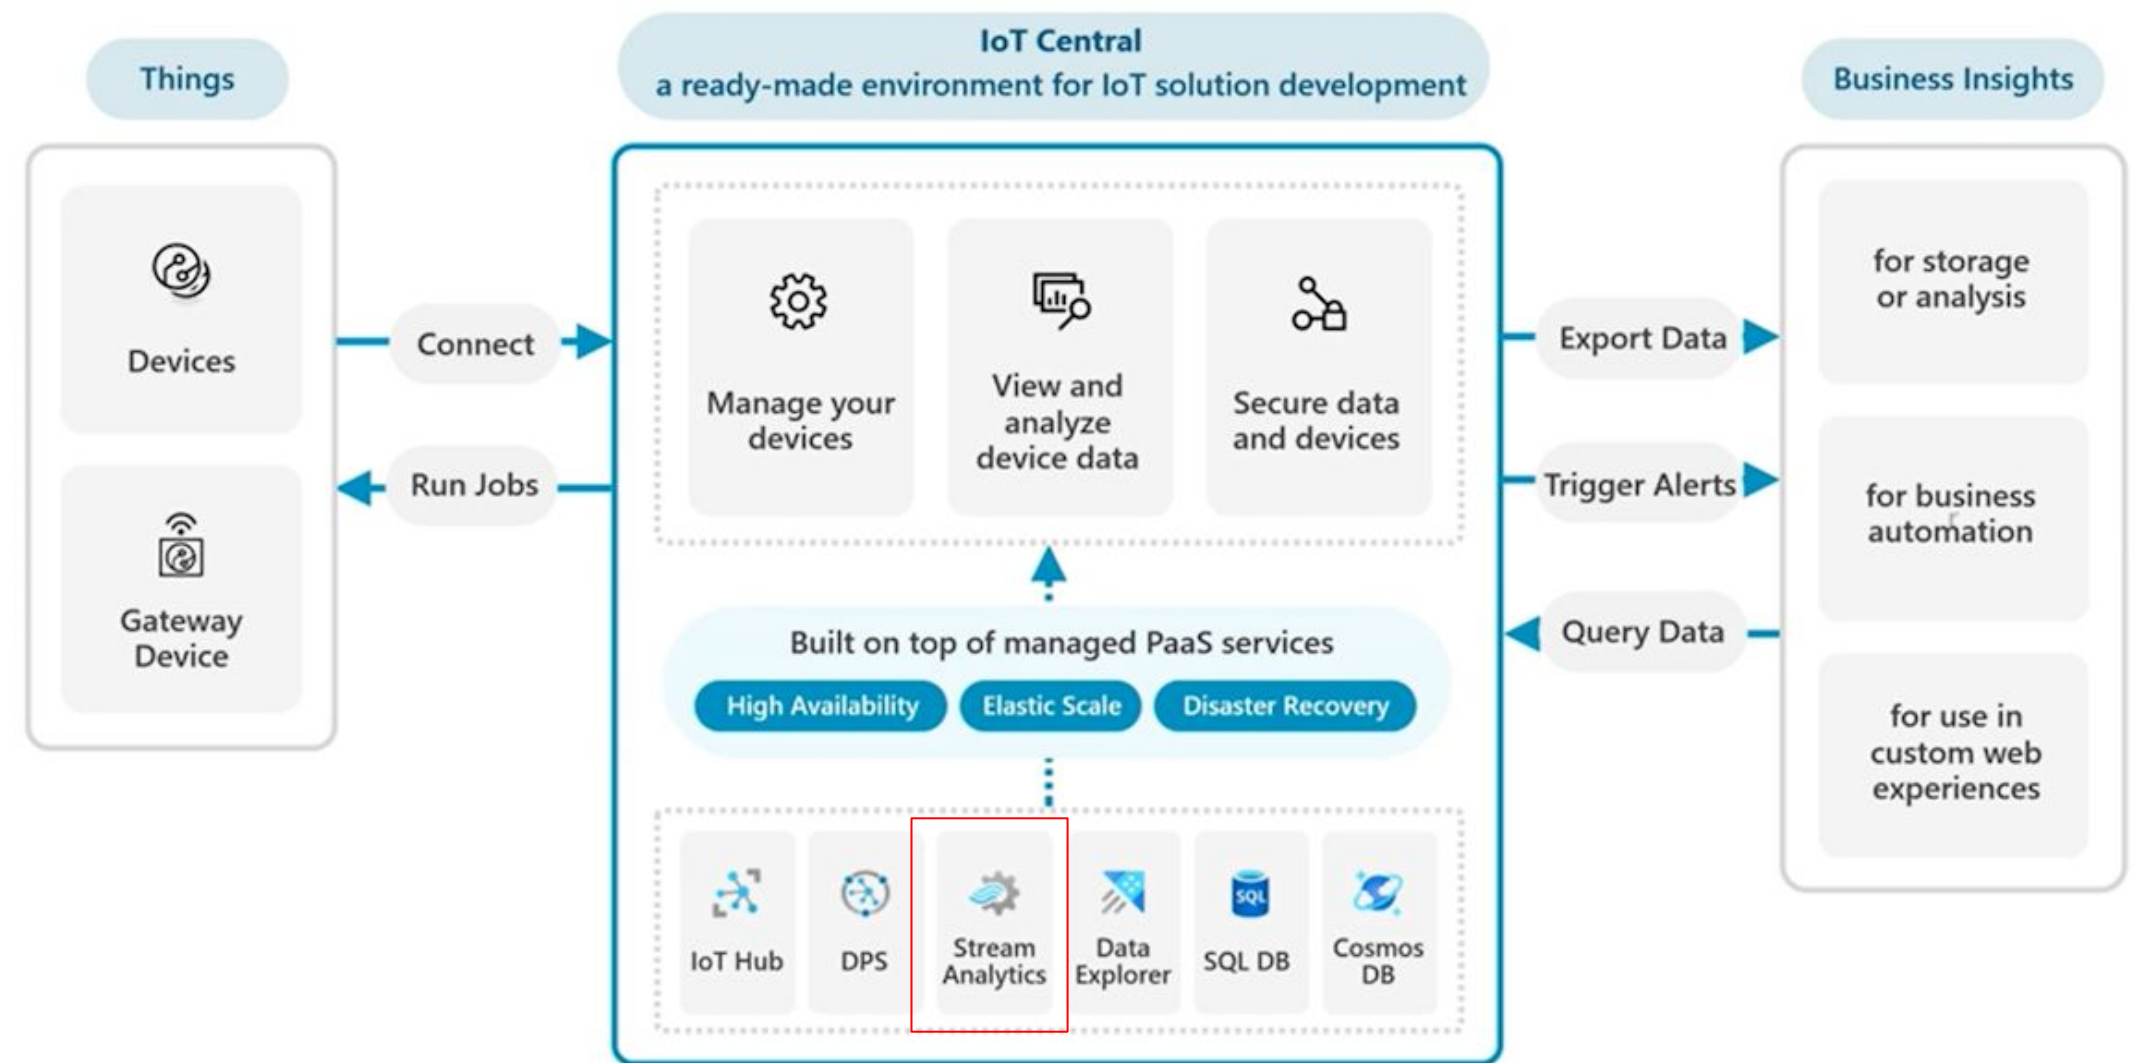 Things
Devices
Gateway
Device
Connect
Run Jobs
IoT Central
a ready-made environment for IoT solution development
Manage your
devices
View and
analyze
device data
Secure data
and devices
Built on top of managed PaaS services
High Availability
Elastic Scale
Disaster Recovery
IoT Hub
DPS
Stream
Analytics
Data
Explorer
SQL
SQL DB
Cosmos
DB
Export Data
Trigger Alerts
Query Data
Business Insights
for storage
or analysis
for business
automation
for use in
custom web
experiences